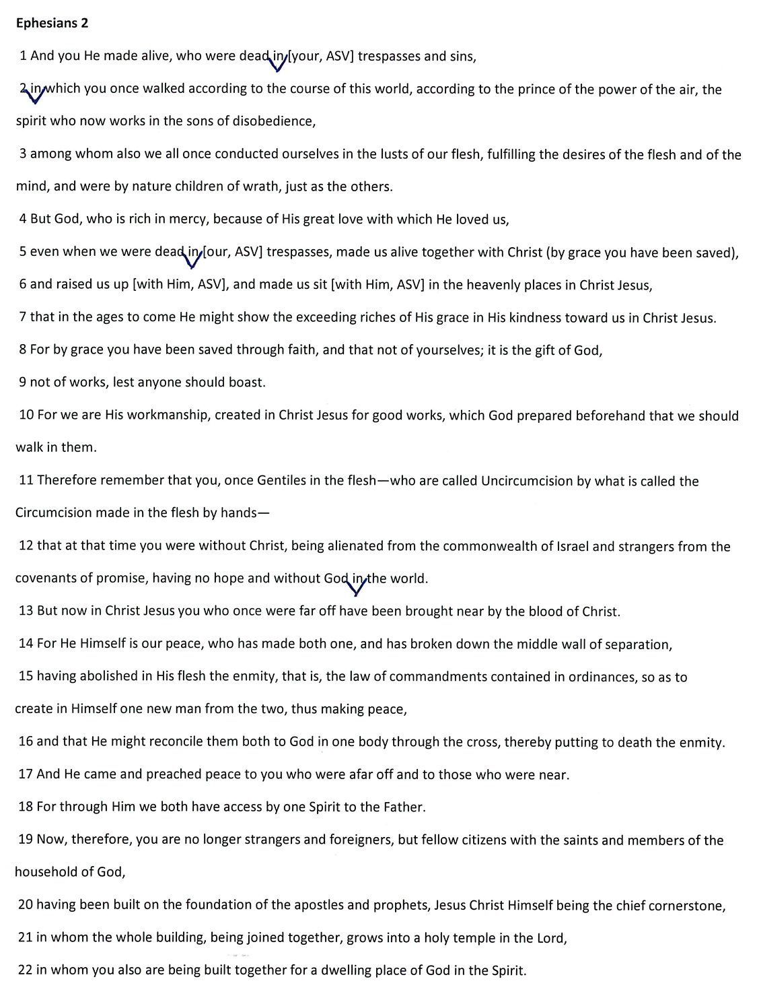 Ephesians 2
1 And you He made alive, who were dead in [your, ASV] trespasses and sins,
2 in which you once walked according to the course of this world, according to the prince of the power of the air, the
spirit who now works in the sons of disobedience,
3 among whom also we all once conducted ourselves in the lusts of our flesh, fulfilling the desires of the flesh and of the
mind, and were by nature children of wrath, just as the others.
4 But God, who is rich in mercy, because of His great love with which He loved us,
5 even when we were dead in [our, ASV] trespasses, made us alive together with Christ (by grace you have been saved),
6 and raised us up [with Him, ASV], and made us sit [with Him, ASV] in the heavenly places in Christ Jesus,
7 that in the ages to come He might show the exceeding riches of His grace in His kindness toward us in Christ Jesus.
8 For by grace you have been saved through faith, and that not of yourselves; it is the gift of God,
9 not of works, lest anyone should boast.
10 For we are His workmanship, created in Christ Jesus for good works, which God prepared beforehand that we should
walk in them.
11 Therefore remember that you, once Gentiles in the flesh—who are called Uncircumcision by what is called the
Circumcision made in the flesh by hands—
12 that at that time you were without Christ, being alienated from the commonwealth of Israel and strangers from the
covenants of promise, having no hope and without God in the world.
13 But now in Christ Jesus you who once were far off have been brought near by the blood of Christ.
14 For He Himself is our peace, who has made both one, and has broken down the middle wall of separation,
15 having abolished in His flesh the enmity, that is, the law of commandments contained in ordinances, so as to
create in Himself one new man from the two, thus making peace,
16 and that He might reconcile them both to God in one body through the cross, thereby putting to death the enmity.
17 And He came and preached peace to you who were afar off and to those who were near.
18 For through Him we both have access by one Spirit to the Father.
19 Now, therefore, you are no longer strangers and foreigners, but fellow citizens with the saints and members of the
household of God,
20 having been built on the foundation of the apostles and prophets, Jesus Christ Himself being the chief cornerstone,
21 in whom the whole building, being joined together, grows into a holy temple in the Lord,
22 in whom you also are being built together for a dwelling place of God in the Spirit.